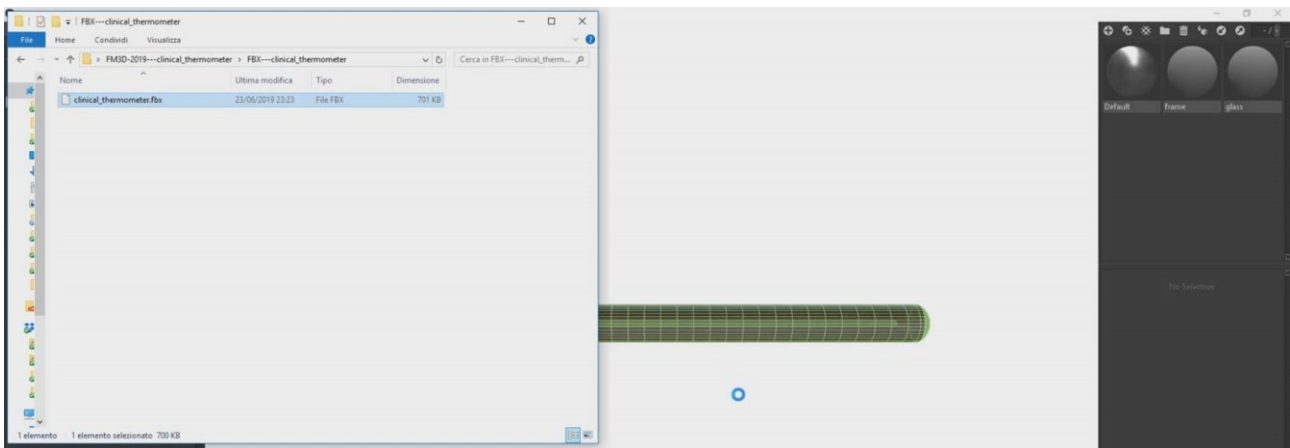 FBX---clinical_thermometer
File Home Condividi Visualizza
FM3D-2019---clinical_thermometer > FBX---clinical_thermometer
Cerca in FBX---clinical_therm...
Nome Ultima modifica Tipo Dimensione
clinical_thermometer.fbx 23/06/2019 23:23 File FBX 701 KB
1 elemento 1 elemento selezionato 700 KB
Default frame glass
No Selection